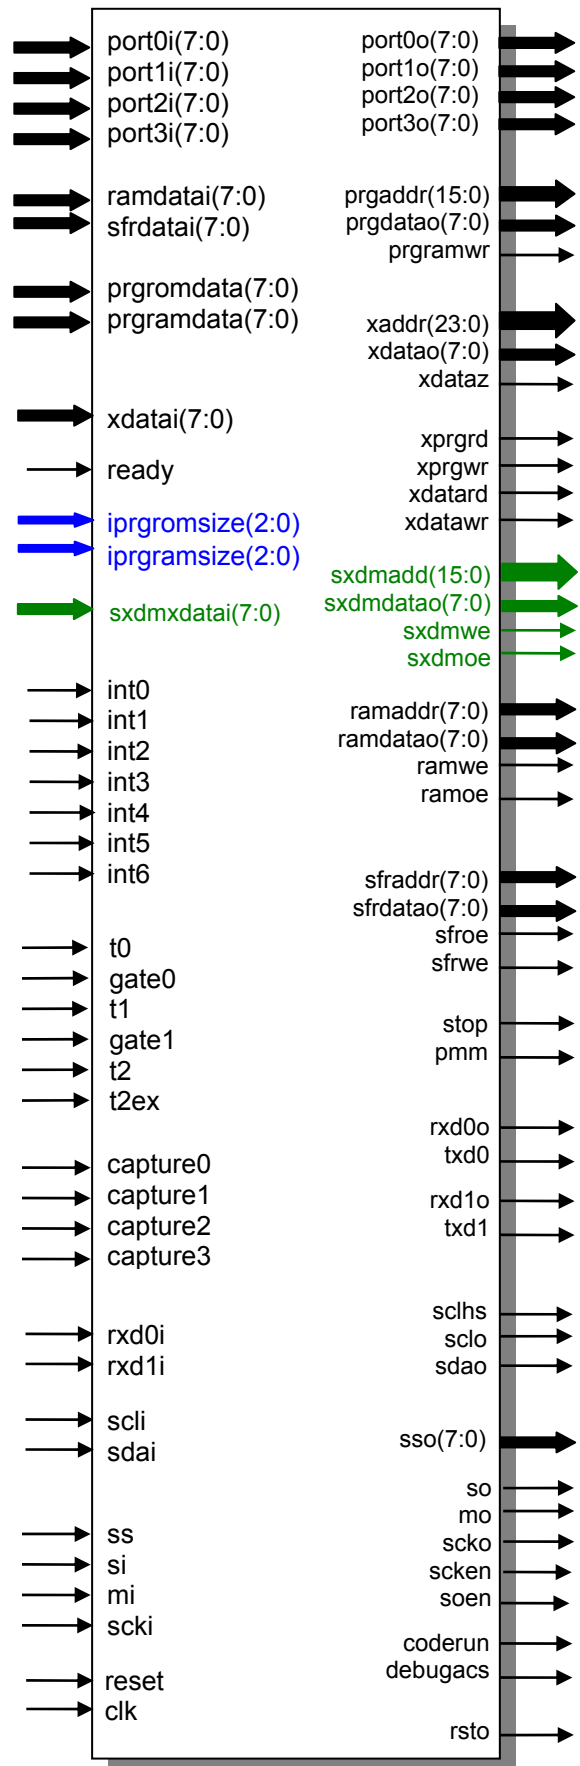 port0i(7:0)
port1i(7:0)
port2i(7:0)
port3i(7:0)
ramdatai(7:0)
sfrdatai(7:0)
prgromdata(7:0)
prgramdata(7:0)
xdatai(7:0)
ready
iprgromsize(2:0)
iprgramsize(2:0)
sxdmxdatai(7:0)
int0
int1
int2
int3
int4
int5
int6
t0
gate0
t1
gate1
t2
t2ex
capture0
capture1
capture2
capture3
rxd0i
rxd1i
scli
sdai
ss
si
mi
scki
reset
clk
port0o(7:0)
port1o(7:0)
port2o(7:0)
port3o(7:0)
prgaddr(15:0)
prgdatao(7:0)
prgramwr
xaddr(23:0)
xdatao(7:0)
xdataz
xprgrd
xprgwr
xdatard
xdatawr
sxdmadd(15:0)
sxdmdatao(7:0)
sxdmwe
sxdmoe
ramaddr(7:0)
ramdatao(7:0)
ramwe
ramoe
sfraddr(7:0)
sfrdatao(7:0)
sfroe
sfrwe
stop
pmm
rxd0o
txd0
rxd1o
txd1
sclhs
sclo
sdao
sso(7:0)
so
mo
scko
scken
soen
coderun
debugacs
rsto